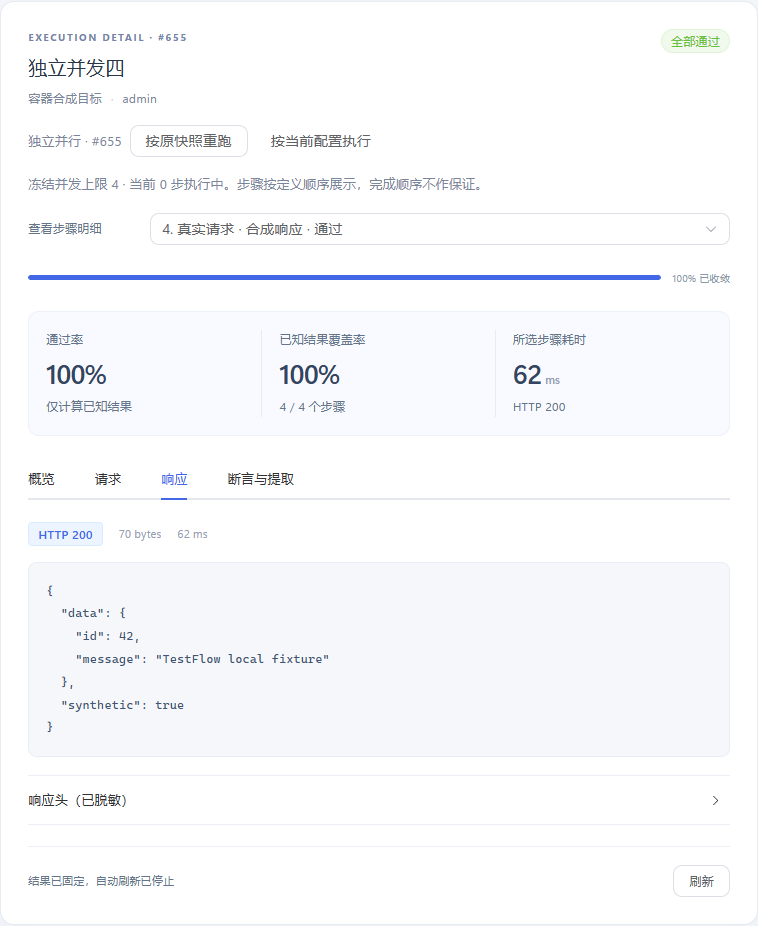 EXECUTION DETAIL · #655
全部通过
独立并发四
容器合成目标 · admin
独立并行 · #655 按原快照重跑 按当前配置执行
冻结并发上限 4 · 当前 0 步执行中。步骤按定义顺序展示，完成顺序不作保证。
查看步骤明细 4. 真实请求 · 合成响应 · 通过
100% 已收敛
通过率 已知结果覆盖率 所选步骤耗时
100% 100% 62 ms
仅计算已知结果 4 / 4 个步骤 HTTP 200
概览 请求 响应 断言与提取
HTTP 200 70 bytes 62 ms
{
  "data": {
    "id": 42,
    "message": "TestFlow local fixture"
  },
  "synthetic": true
}
响应头（已脱敏）
结果已固定，自动刷新已停止 刷新